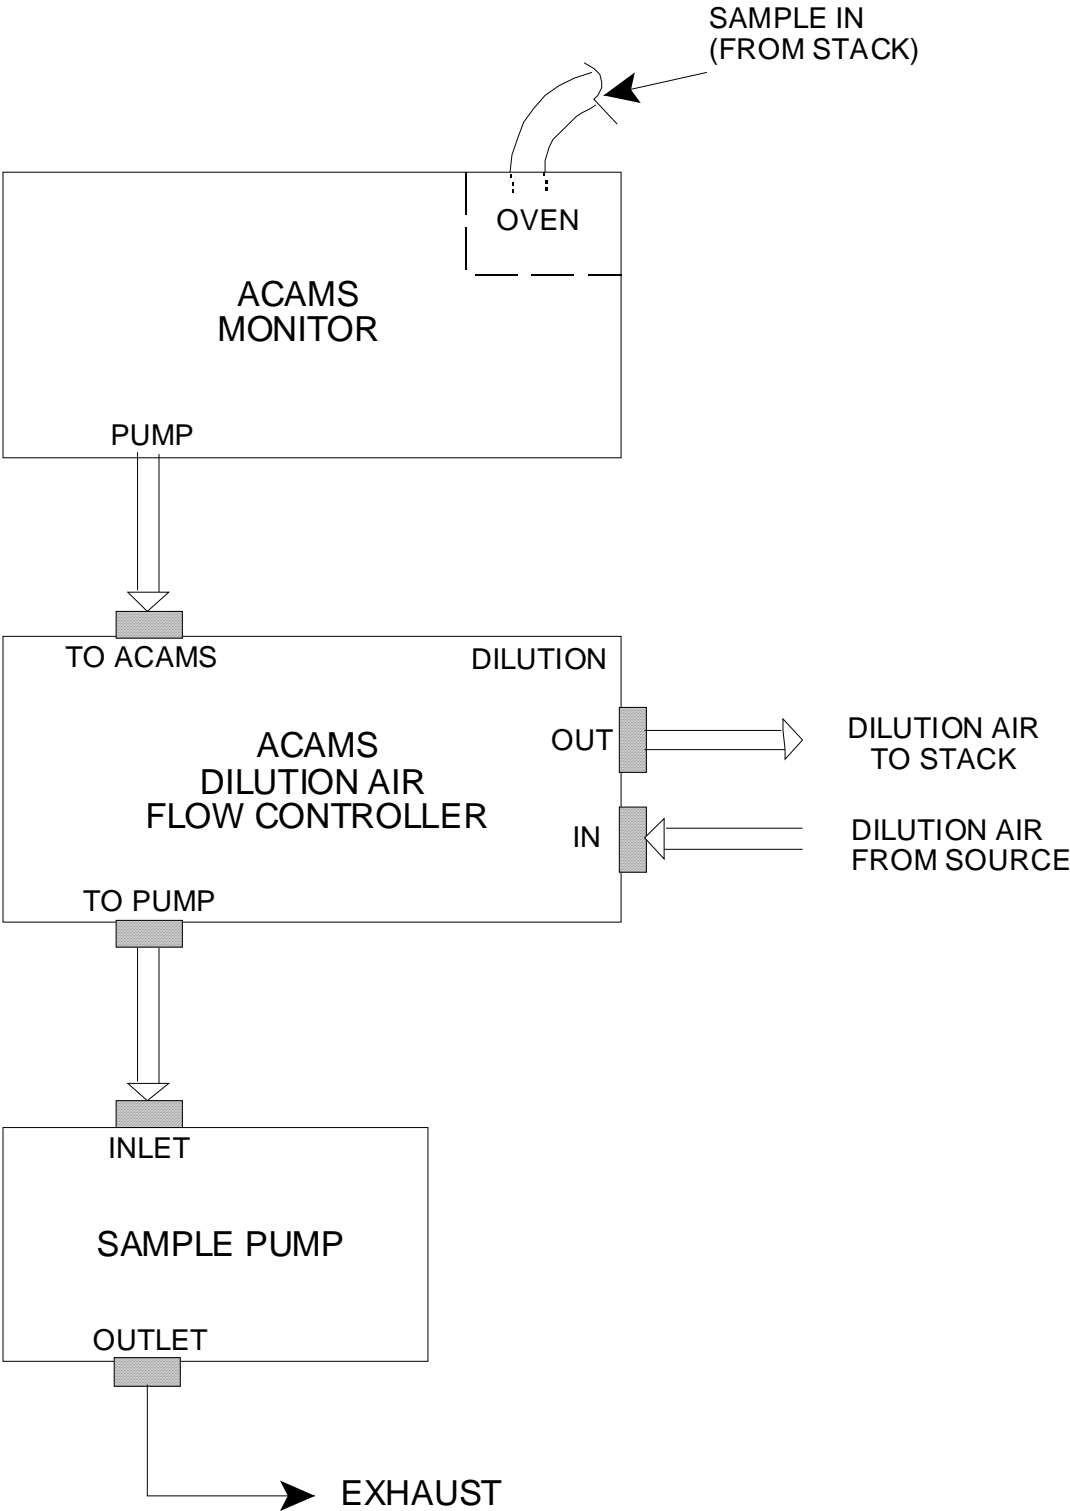 SAMPLE IN
(FROM STACK)
OVEN
ACAMS
MONITOR
PUMP
TO ACAMS
DILUTION
OUT
DILUTION AIR
TO STACK
ACAMS
DILUTION AIR
FLOW CONTROLLER
IN
DILUTION AIR
FROM SOURCE
TO PUMP
INLET
SAMPLE PUMP
OUTLET
EXHAUST